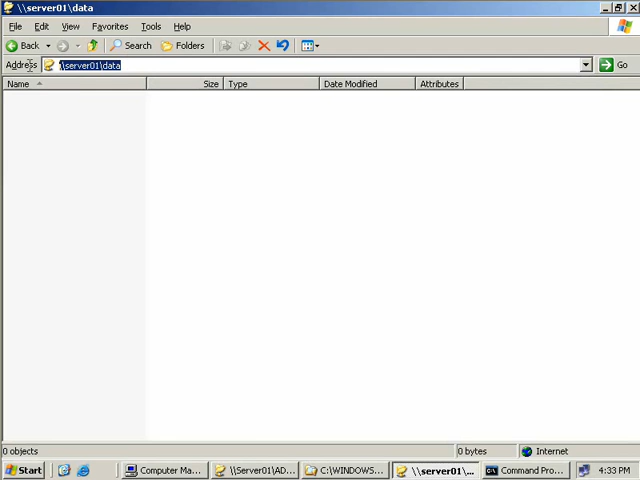 \\server01\data
File Edit View Favorites Tools Help
Back Search Folders
Address \\server01\data Go
Name Size Type Date Modified Attributes
0 objects 0 bytes Internet
Start Computer Ma... \\Server01\AD... C:\WINDOWS... \\server01\... Command Pro... 4:33 PM